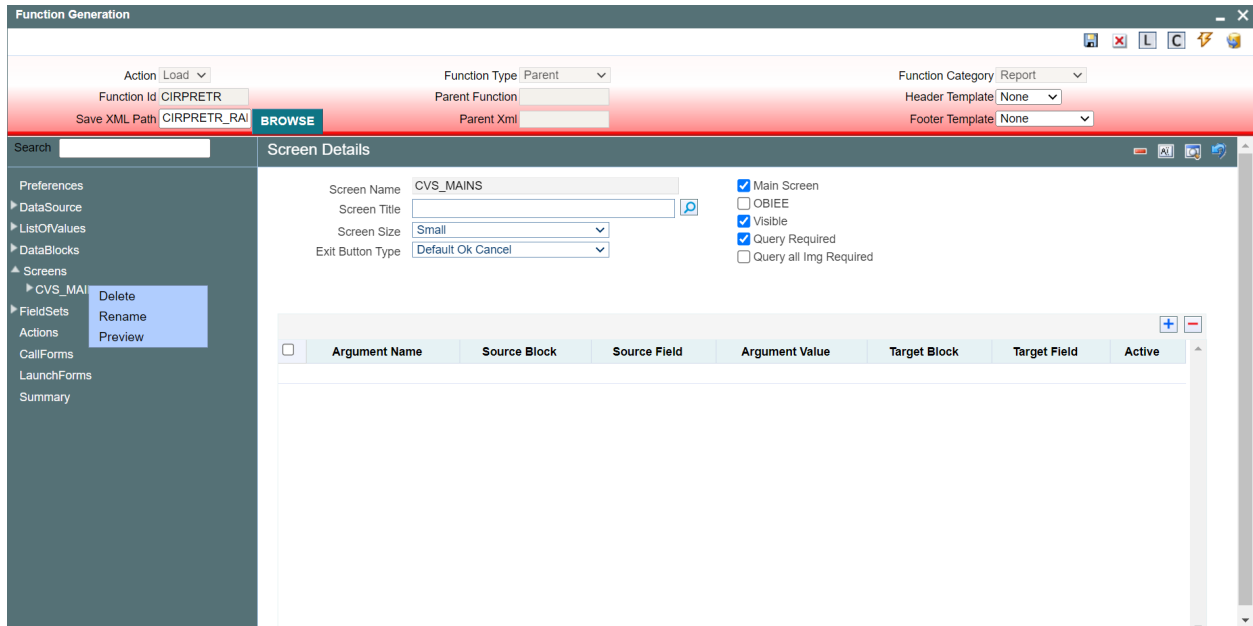 Function Generation
L C
Action Load Function Type Parent Function Category Report
Function Id CIRPRETR Parent Function Header Template None
Save XML Path CIRPRETR_RAI BROWSE Parent Xml Footer Template None
Search Screen Details
Preferences
DataSource
ListOfValues
DataBlocks
Screens
CVS_MAI
FieldSets
Actions
CallForms
LaunchForms
Summary
Delete
Rename
Preview
Screen Name CVS_MAINS Main Screen
Screen Title OBIEE
Screen Size Small Visible
Exit Button Type Default Ok Cancel Query Required
Query all Img Required
Argument Name Source Block Source Field Argument Value Target Block Target Field Active